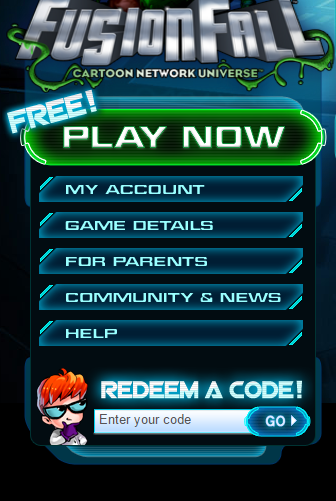 FUSIONFALL
CARTOON NETWORK UNIVERSE™
FREE!
PLAY NOW
MY ACCOUNT
GAME DETAILS
FOR PARENTS
COMMUNITY & NEWS
HELP
REDEEM A CODE!
Enter your code GO